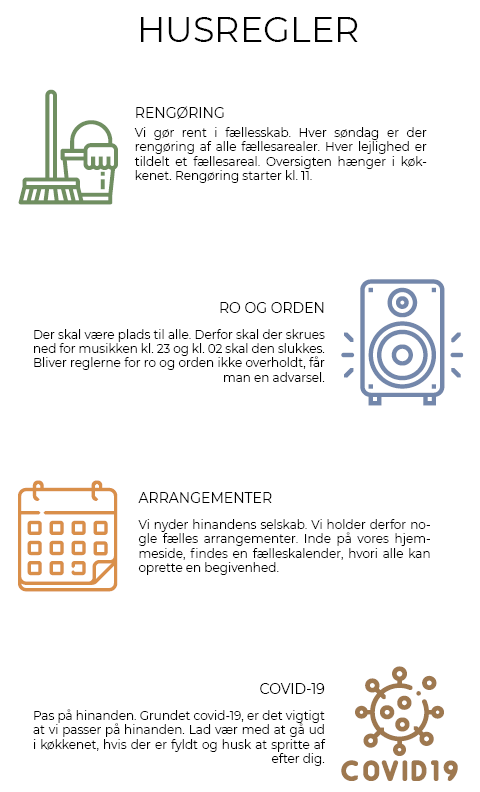 HUSREGLER
RENGØRING
Vi gør rent i fællesskab. Hver søndag er der
rengøring af alle fællesarealer. Hver lejlighed er
tildelt et fællesareal. Oversigten hænger i køk-
kenet. Rengøring starter kl. 11.
RO OG ORDEN
Der skal være plads til alle. Derfor skal der skrues
ned for musikken kl. 23 og kl. 02 skal den slukkes.
Bliver reglerne for ro og orden ikke overholdt, får
man en advarsel.
ARRANGEMENTER
Vi nyder hinandens selskab. Vi holder derfor no-
gle fælles arrangementer. Inde på vores hjem-
meside, findes en fælleskalender, hvori alle kan
oprette en begivenhed.
COVID-19
Pas på hinanden. Grundet covid-19, er det vigtigt
at vi passer på hinanden. Lad vær med at gå ud
i køkkenet, hvis der er fyldt og husk at spritte af
efter dig.
COVID19